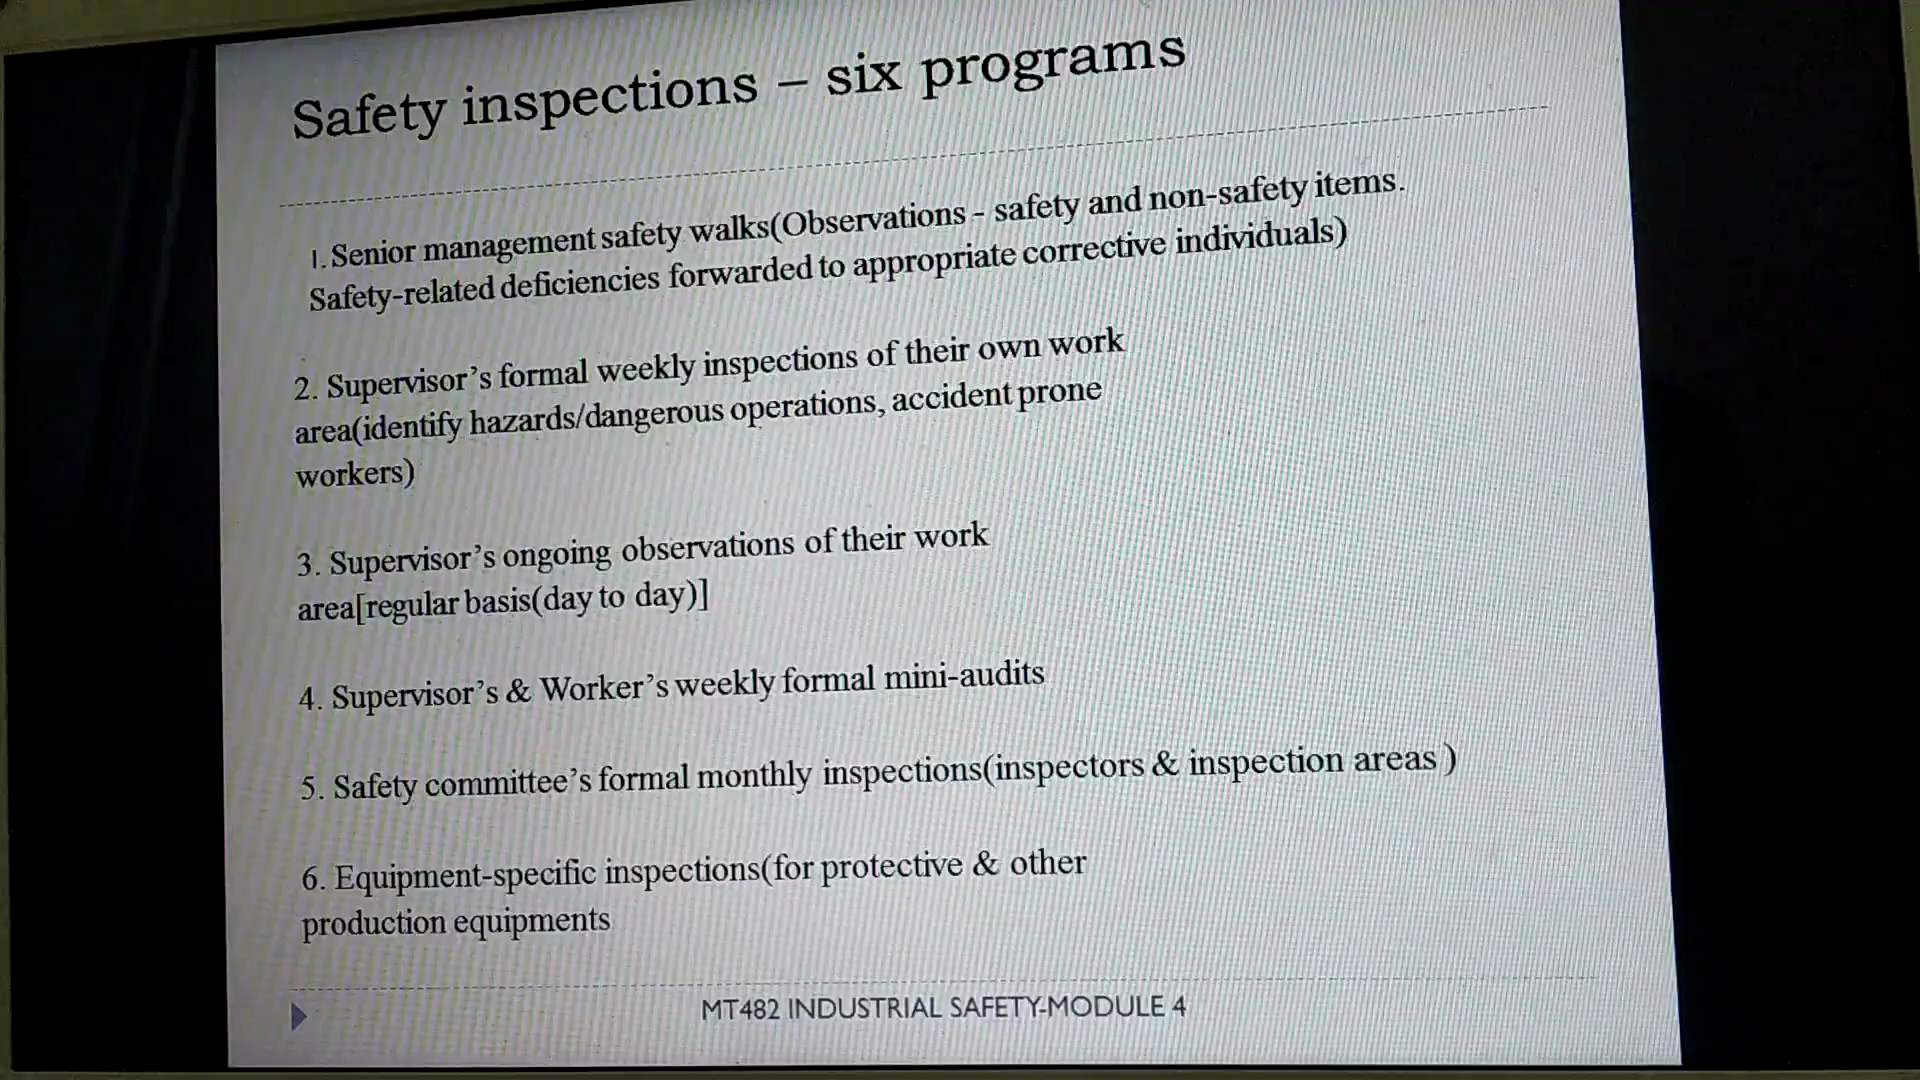 Safety inspections – six programs
1. Senior management safety walks(Observations - safety and non-safety items.
Safety-related deficiencies forwarded to appropriate corrective individuals)
2. Supervisor’s formal weekly inspections of their own work
area(identify hazards/dangerous operations, accident prone
workers)
3. Supervisor’s ongoing observations of their work
area[regular basis(day to day)]
4. Supervisor’s & Worker’s weekly formal mini-audits
5. Safety committee’s formal monthly inspections(inspectors & inspection areas )
6. Equipment-specific inspections(for protective & other
production equipments
MT482 INDUSTRIAL SAFETY-MODULE 4